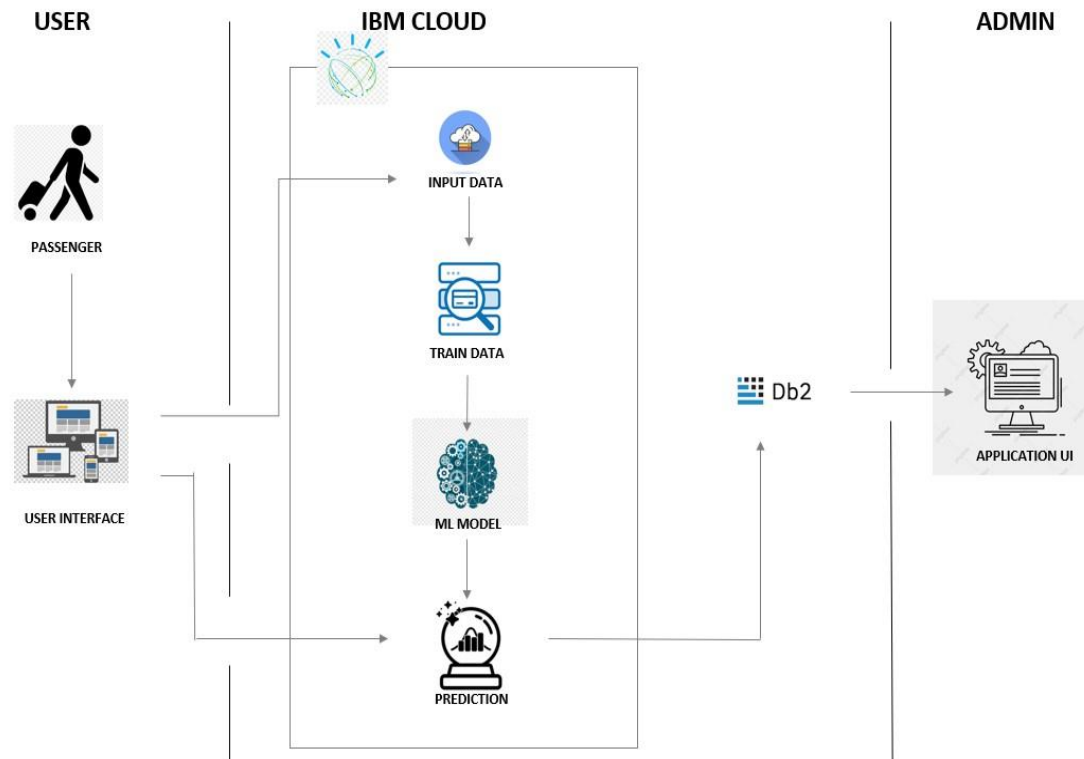 USER
IBM CLOUD
ADMIN
INPUT DATA
PASSENGER
TRAIN DATA
Db2
APPLICATION UI
USER INTERFACE
ML MODEL
PREDICTION